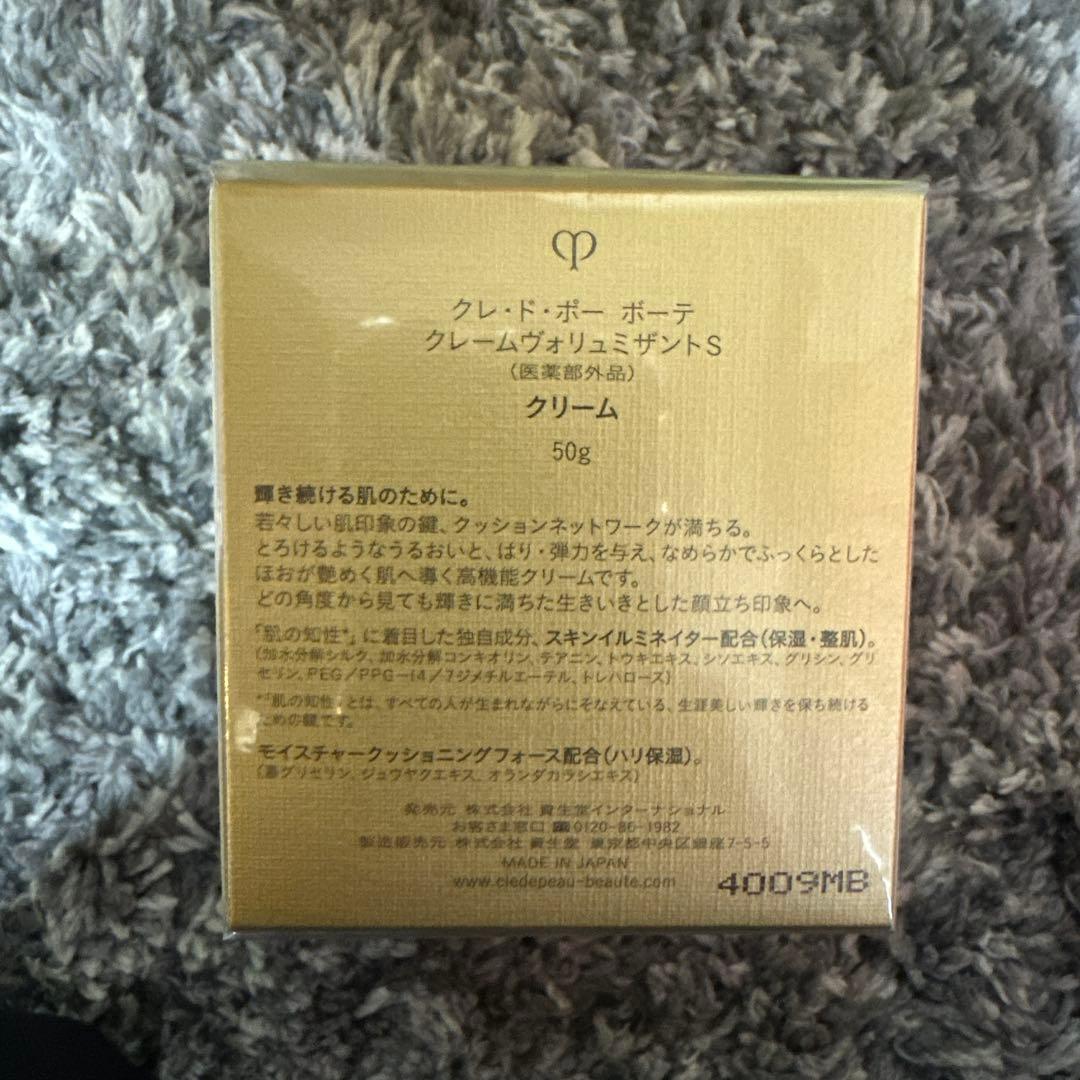 クレ・ド・ポー ボーテ
クレームヴォリュミザントS
(医薬部外品)
クリーム
50g
輝き続ける肌のために。
若々しい肌印象の鍵、クッションネットワークが満ちる。
とろけるようなうるおいと、はり・弾力を与え、なめらかでふっくらとした
ほおが艶めく肌へ導く高機能クリームです。
どの角度から見ても輝きに満ちた生きいきとした顔立ち印象へ。
「肌の知性*」に着目した独自成分、スキンイルミネイター配合(保湿・整肌)。
(加水分解シルク、加水分解コンキオリン、テアニン、トウキエキス、シソエキス、グリシン、グリ
セリン、PEG/PPG-14/7ジメチルエーテル、トレハロース)
*「肌の知性」とは、すべての人が生まれながらにそなえている、生涯美しい輝きを保ち続ける
ための鍵です。
モイスチャークッショニングフォース配合(ハリ保湿)。
(濃グリセリン、ジュウヤクエキス、オランダカラシエキス)
発売元 株式会社 資生堂インターナショナル
お客さま窓口 0120-86-1982
製造販売元 株式会社 資生堂 東京都中央区銀座7-5-5
MADE IN JAPAN
www.cledepeau-beaute.com
4009MB